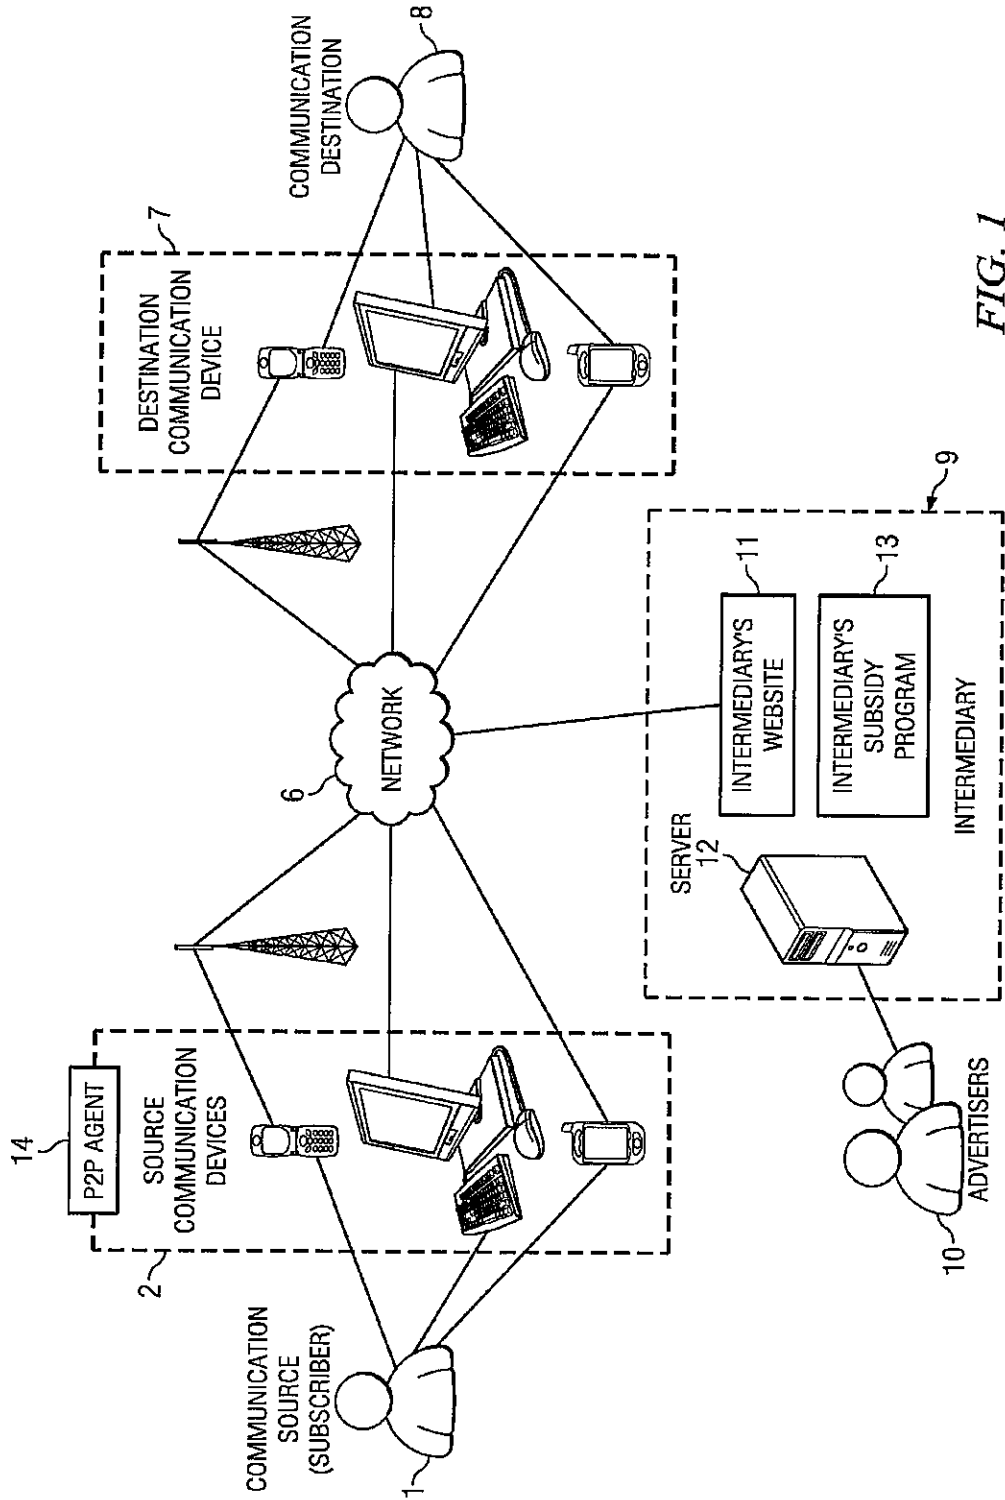 14
P2P AGENT
2
SOURCE
COMMUNICATION
DEVICES
COMMUNICATION
SOURCE
(SUBSCRIBER)
1
6
NETWORK
7
DESTINATION
COMMUNICATION
DEVICE
COMMUNICATION
DESTINATION
8
9
INTERMEDIARY'S
WEBSITE
11
INTERMEDIARY'S
SUBSIDY
PROGRAM
13
INTERMEDIARY
SERVER
12
10
ADVERTISERS
FIG. 1